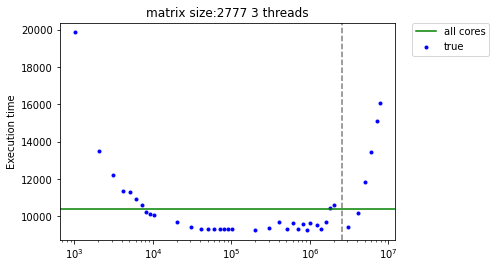 matrix size:2777 3 threads
all cores
true
Execution time
20000
18000
16000
14000
12000
10000
10³
10⁴
10⁵
10⁶
10⁷